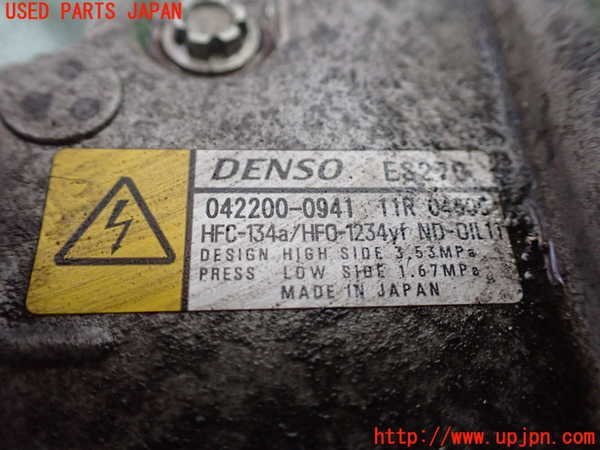 USED PARTS JAPAN
DENSO
042200-0941 11R
HFC-134a/HFO-1234yf ND-OIL11
DESIGN HIGH SIDE 3,53MPa
PRESS LOW SIDE 1.67MPa
MADE IN JAPAN
http://www.upjpn.com/